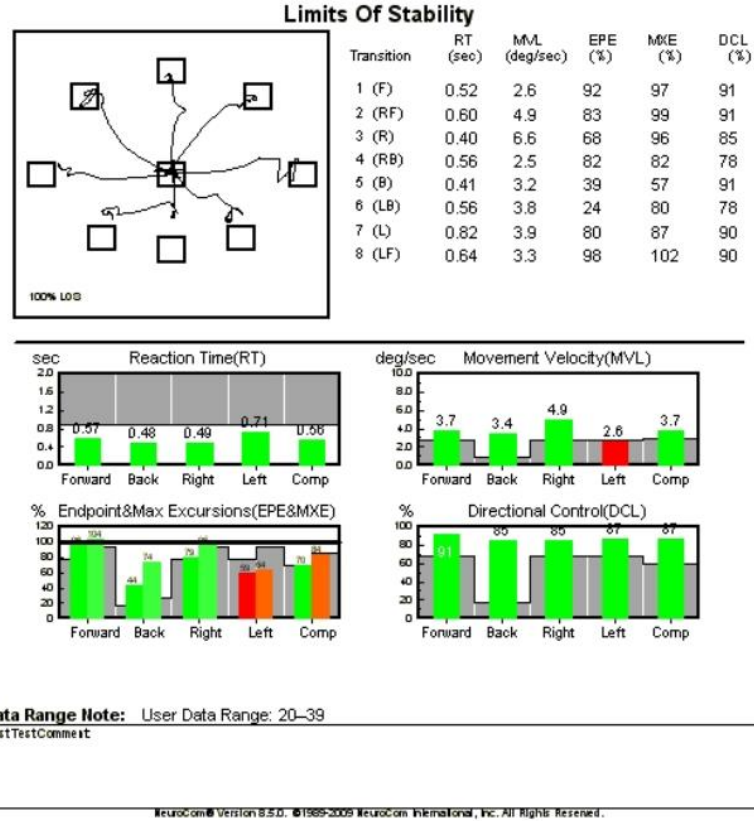 Limits Of Stability
Transition RT (sec) MVL (deg/sec) EPE (%) MXE (%) DCL (%)
1 (F) 0.52 2.6 92 97 91
2 (RF) 0.60 4.9 83 99 91
3 (R) 0.40 6.6 68 96 85
4 (RB) 0.56 2.5 82 82 78
5 (B) 0.41 3.2 39 57 91
6 (LB) 0.56 3.8 24 80 78
7 (L) 0.82 3.9 80 87 90
8 (LF) 0.64 3.3 98 102 90
100% LOS
sec Reaction Time(RT)
2.0
1.6
1.2
0.8
0.4
0.0
0.57 0.48 0.49 0.71 0.56
Forward Back Right Left Comp
deg/sec Movement Velocity(MVL)
10.0
8.0
6.0
4.0
2.0
0.0
3.7 3.4 4.9 2.6 3.7
Forward Back Right Left Comp
% Endpoint&Max Excursions(EPE&MXE)
120
100
80
60
40
20
0
104 44 74 79 59 64 70 84
Forward Back Right Left Comp
% Directional Control(DCL)
100
80
60
40
20
0
91 85 85 87 87
Forward Back Right Left Comp
ata Range Note: User Data Range: 20–39
stTestComment
NeuroCom® Version 8.5.0. ©1989-2009 NeuroCom International, Inc. All Rights Reserved.